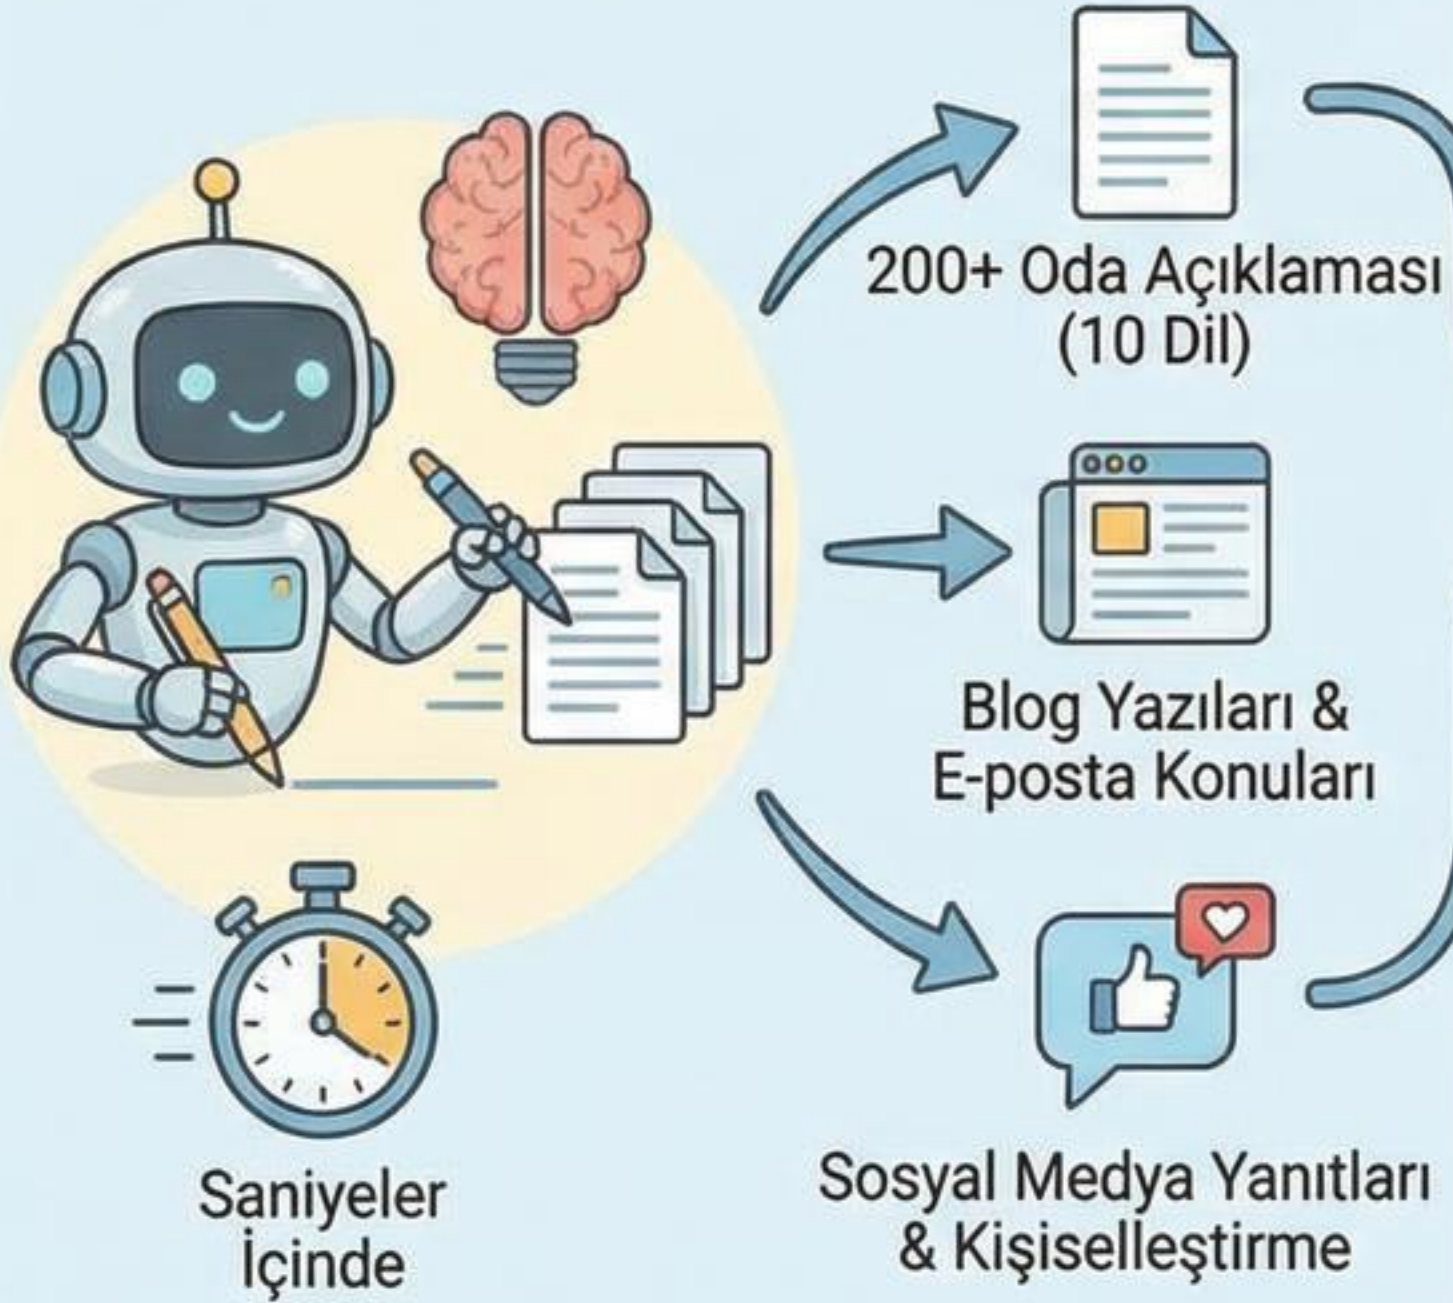 200+ Oda Açıklaması
(10 Dil)
Blog Yazıları &
E-posta Konuları
Saniyeler
İçinde
Sosyal Medya Yanıtları
& Kişiselleştirme